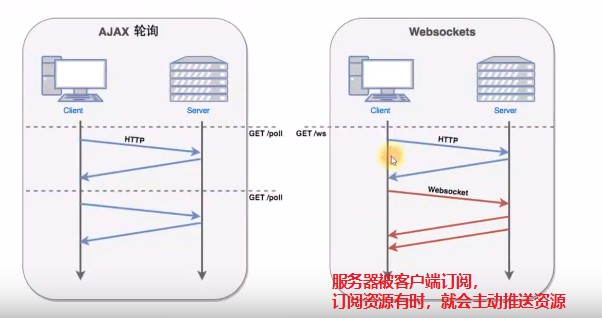 AJAX 轮询
Client
Server
HTTP
GET /poll
GET /poll
Websockets
Client
Server
GET /ws
HTTP
Websocket
服务器被客户端订阅，
订阅资源有时，就会主动推送资源